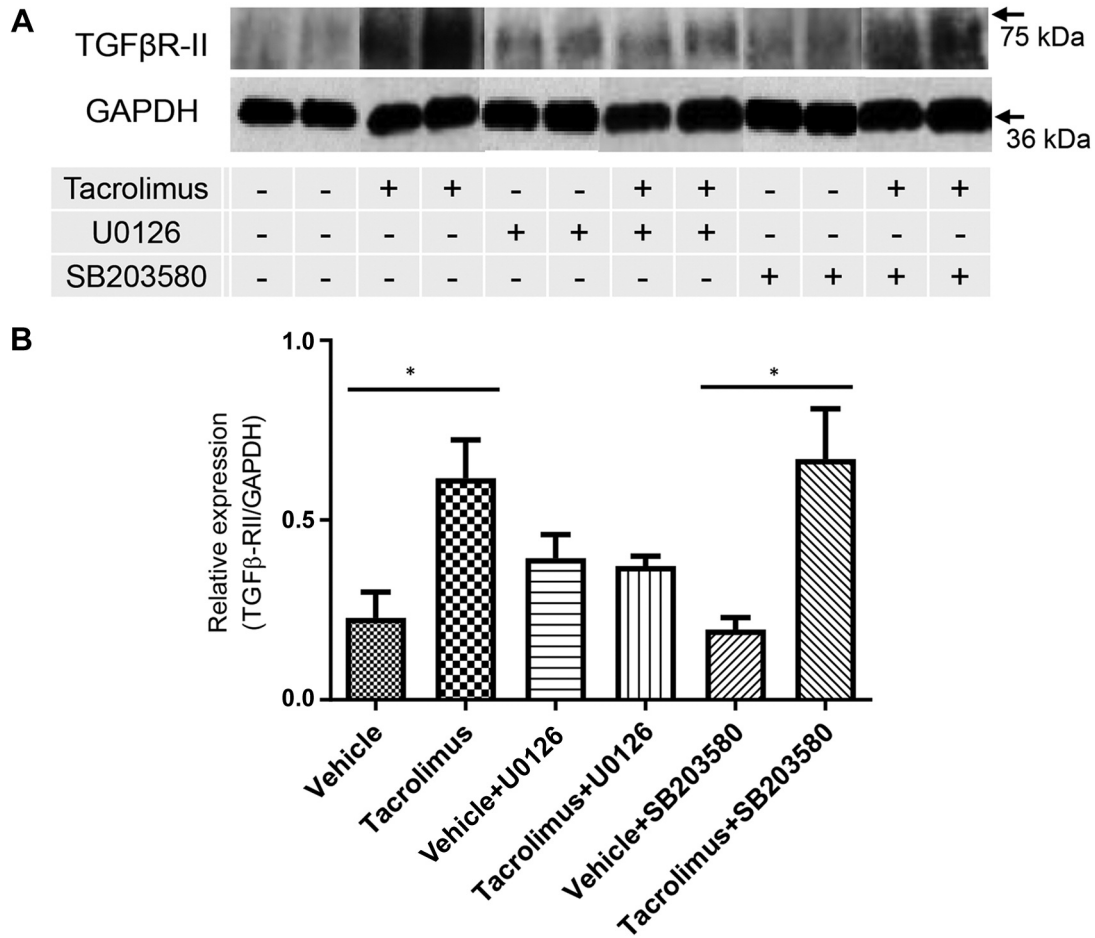 A
TGFβR-II
75 kDa
GAPDH
36 kDa
Tacrolimus - - + + - - + + - - + +
U0126 - - - - + + + + - - - -
SB203580 - - - - - - - - + + + +
B
1.0
* *
Relative expression
(TGFβ-RII/GAPDH)
0.5
0.0
Vehicle
Tacrolimus
Vehicle+U0126
Tacrolimus+U0126
Vehicle+SB203580
Tacrolimus+SB203580